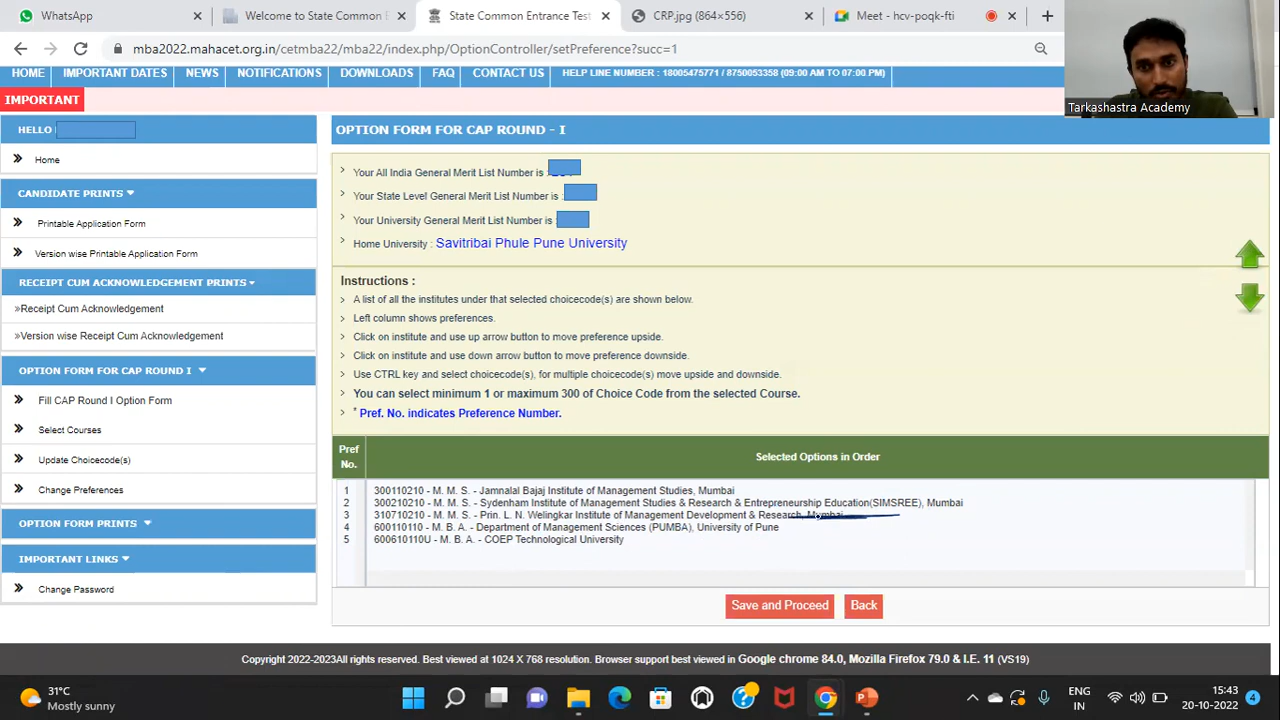 WhatsApp
Welcome to State Common E
State Common Entrance Test
CRP.jpg (864×556)
Meet - hcv-pqtk-fti
mba2022.mahacet.org.in/cetmba22/mba22/index.php/OptionController/setPreference?succ=1
Tarkashastra Academy
HOME IMPORTANT DATES NEWS NOTIFICATIONS DOWNLOADS FAQ CONTACT US HELP LINE NUMBER : 18005475771 / 8750053358 (09:00 AM TO 07:00 PM)
IMPORTANT
HELLO
Home
CANDIDATE PRINTS
Printable Application Form
Version wise Printable Application Form
RECEIPT CUM ACKNOWLEDGEMENT PRINTS
»Receipt Cum Acknowledgement
»Version wise Receipt Cum Acknowledgement
OPTION FORM FOR CAP ROUND I
Fill CAP Round I Option Form
Select Courses
Update Choicecode(s)
Change Preferences
OPTION FORM PRINTS
IMPORTANT LINKS
Change Password
OPTION FORM FOR CAP ROUND - I
Your All India General Merit List Number is :
Your State Level General Merit List Number is :
Your University General Merit List Number is :
Home University : Savitribai Phule Pune University
Instructions :
A list of all the institutes under that selected choicecode(s) are shown below.
Left column shows preferences.
Click on institute and use up arrow button to move preference upside.
Click on institute and use down arrow button to move preference downside.
Use CTRL key and select choicecode(s), for multiple choicecode(s) move upside and downside.
You can select minimum 1 or maximum 300 of Choice Code from the selected Course.
* Pref. No. indicates Preference Number.
Pref No. Selected Options in Order
1 300110210 - M. M. S. - Jamnalal Bajaj Institute of Management Studies, Mumbai
2 300210210 - M. M. S. - Sydenham Institute of Management Studies & Research & Entrepreneurship Education(SIMSREE), Mumbai
3 310710210 - M. M. S. - Prin. L. N. Welingkar Institute of Management Development & Research, Mumbai
4 600110110 - M. B. A. - Department of Management Sciences (PUMBA), University of Pune
5 600610110U - M. B. A. - COEP Technological University
Save and Proceed Back
Copyright 2022-2023All rights reserved. Best viewed at 1024 X 768 resolution. Browser support best viewed in Google chrome 84.0, Mozilla Firefox 79.0 & I.E. 11 (VS19)
31°C
Mostly sunny
ENG
IN
15:43
20-10-2022
4